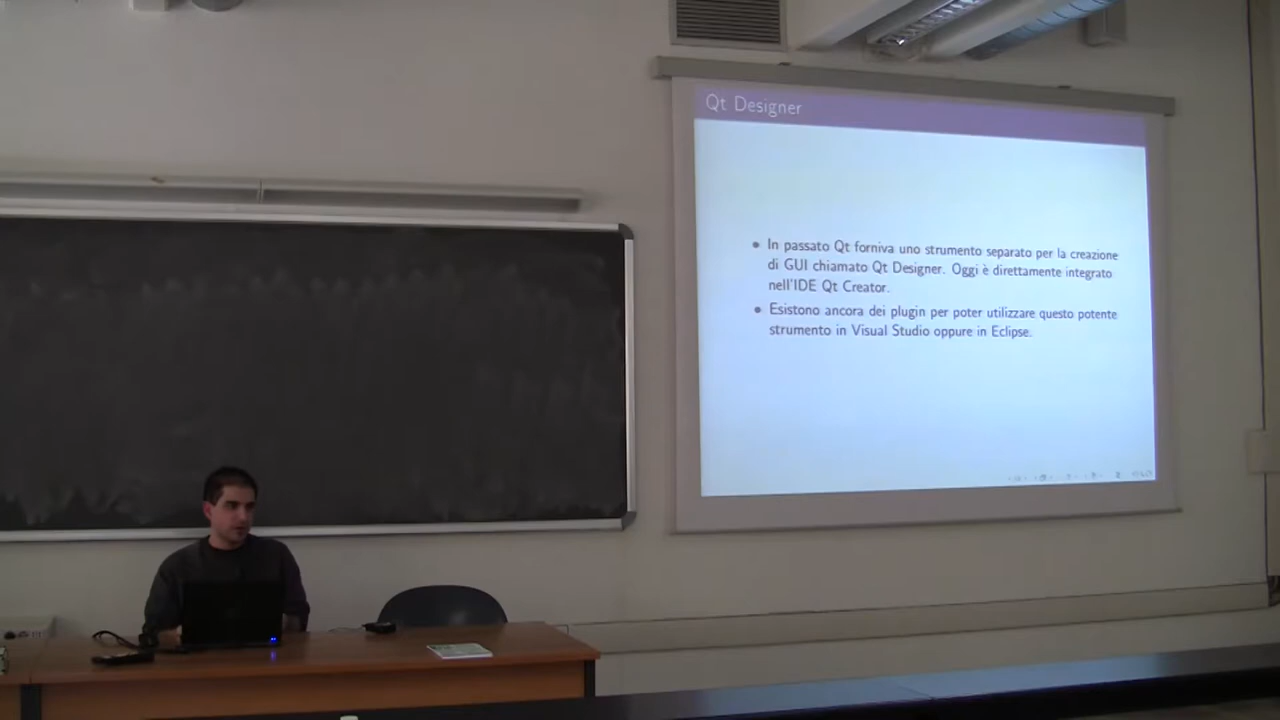 Qt Designer
• In passato Qt forniva uno strumento separato per la creazione
di GUI chiamato Qt Designer. Oggi è direttamente integrato
nell'IDE Qt Creator.
• Esistono ancora dei plugin per poter utilizzare questo potente
strumento in Visual Studio oppure in Eclipse.